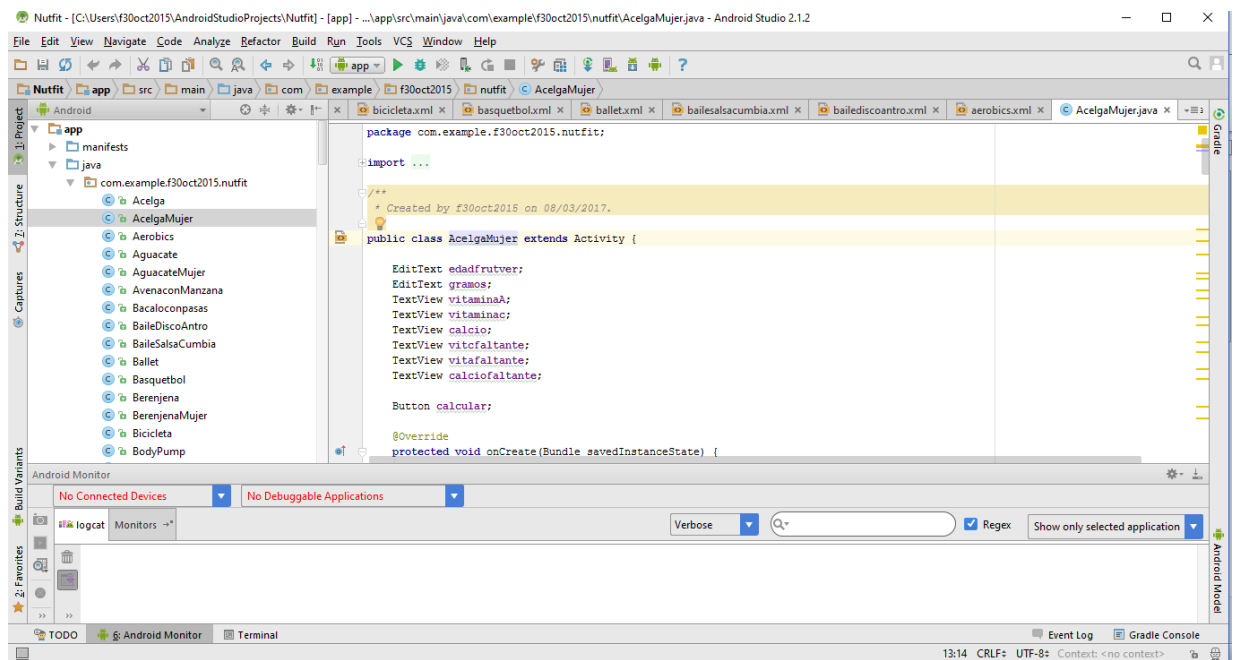 Nutfit - [C:\Users\f30oct2015\AndroidStudioProjects\Nutfit] - [app] - ...\app\src\main\java\com\example\f30oct2015\nutfit\AcelgaMujer.java - Android Studio 2.1.2
File Edit View Navigate Code Analyze Refactor Build Run Tools VCS Window Help
app
Nutfit app src main java com example f30oct2015 nutfit AcelgaMujer
Android
bicicleta.xml basquetbol.xml ballet.xml bailesalsacumbia.xml bailediscoantro.xml aerobics.xml AcelgaMujer.java
1: Project
Z: Structure
Captures
Build Variants
2: Favorites
app
manifests
java
com.example.f30oct2015.nutfit
Acelga
AcelgaMujer
Aerobics
Aguacate
AguacateMujer
AvenaconManzana
Bacaloconpasas
BaileDiscoAntro
BaileSalsaCumbia
Ballet
Basquetbol
Berenjena
BerenjenaMujer
Bicicleta
BodyPump
package com.example.f30oct2015.nutfit;
import ...
/**
* Created by f30oct2015 on 08/03/2017.
public class AcelgaMujer extends Activity {
EditText edadfrutver;
EditText gramos;
TextView vitaminaA;
TextView vitaminac;
TextView calcio;
TextView vitcfaltante;
TextView vitafaltante;
TextView calciofaltante;
Button calcular;
@Override
protected void onCreate(Bundle savedInstanceState) {
Gradle
Android Model
Android Monitor
No Connected Devices No Debuggable Applications
logcat Monitors Verbose Regex Show only selected application
TODO 6: Android Monitor Terminal Event Log Gradle Console
13:14 CRLF UTF-8 Context: <no context>